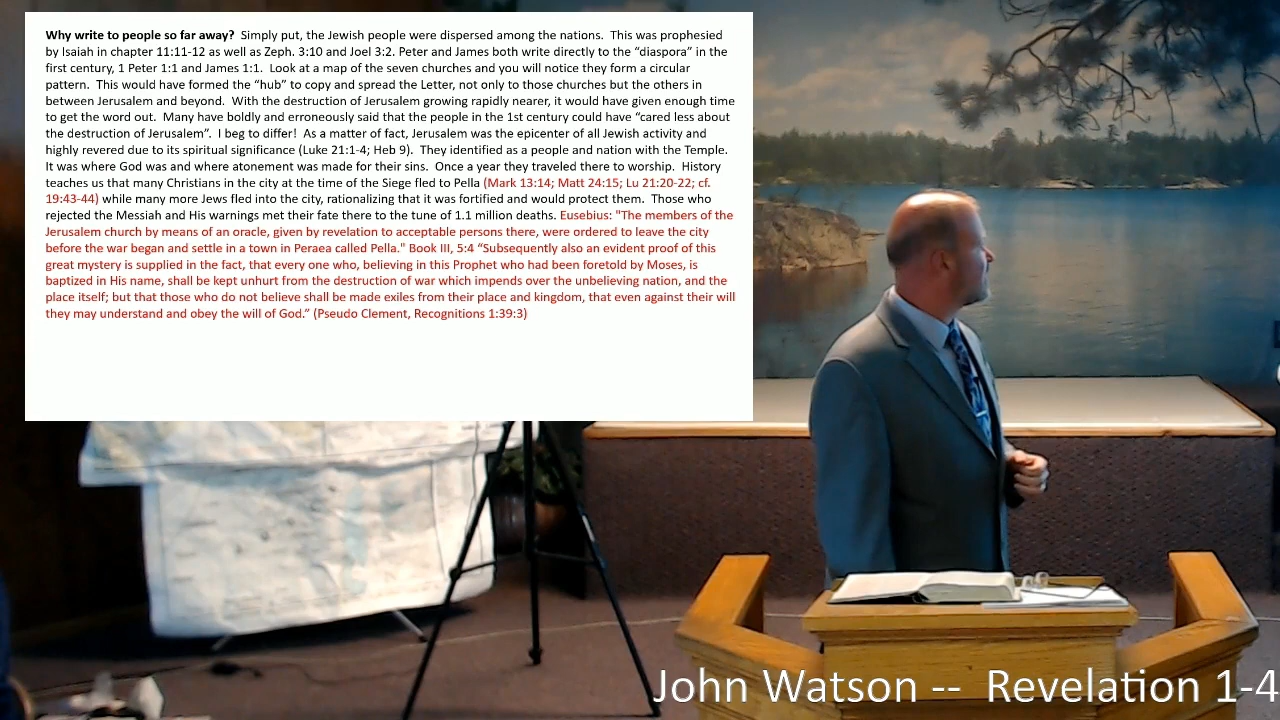 Why write to people so far away?  Simply put, the Jewish people were dispersed among the nations.  This was prophesied
by Isaiah in chapter 11:11-12 as well as Zeph. 3:10 and Joel 3:2. Peter and James both write directly to the “diaspora” in the
first century, 1 Peter 1:1 and James 1:1.  Look at a map of the seven churches and you will notice they form a circular
pattern.  This would have formed the “hub” to copy and spread the Letter, not only to those churches but the others in
between Jerusalem and beyond.  With the destruction of Jerusalem growing rapidly nearer, it would have given enough time
to get the word out.  Many have boldly and erroneously said that the people in the 1st century could have “cared less about
the destruction of Jerusalem”.  I beg to differ!  As a matter of fact, Jerusalem was the epicenter of all Jewish activity and
highly revered due to its spiritual significance (Luke 21:1-4; Heb 9).  They identified as a people and nation with the Temple.
It was where God was and where atonement was made for their sins.  Once a year they traveled there to worship.  History
teaches us that many Christians in the city at the time of the Siege fled to Pella (Mark 13:14; Matt 24:15; Lu 21:20-22; cf.
19:43-44) while many more Jews fled into the city, rationalizing that it was fortified and would protect them.  Those who
rejected the Messiah and His warnings met their fate there to the tune of 1.1 million deaths. Eusebius: "The members of the
Jerusalem church by means of an oracle, given by revelation to acceptable persons there, were ordered to leave the city
before the war began and settle in a town in Peraea called Pella." Book III, 5:4 “Subsequently also an evident proof of this
great mystery is supplied in the fact, that every one who, believing in this Prophet who had been foretold by Moses, is
baptized in His name, shall be kept unhurt from the destruction of war which impends over the unbelieving nation, and the
place itself; but that those who do not believe shall be made exiles from their place and kingdom, that even against their will
they may understand and obey the will of God.” (Pseudo Clement, Recognitions 1:39:3)
John Watson --  Revelation 1-4